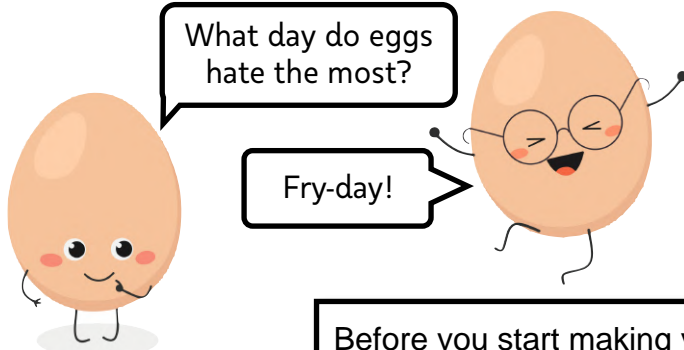 What day do eggs
hate the most?
Fry-day!
Before you start making